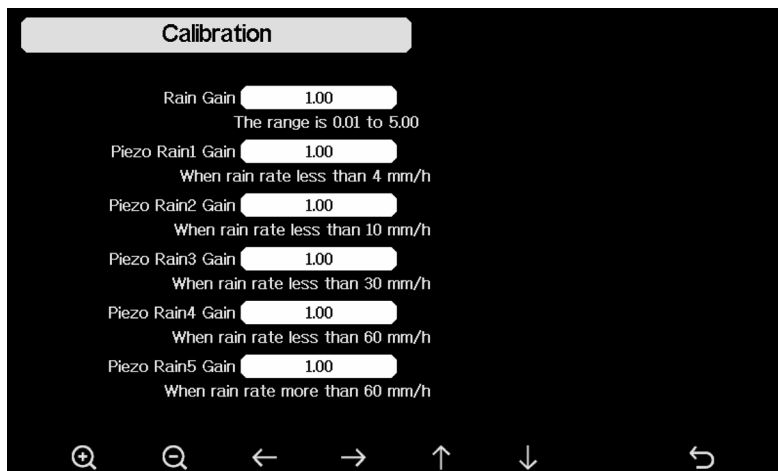 Calibration
Rain Gain 1.00
The range is 0.01 to 5.00
Piezo Rain1 Gain 1.00
When rain rate less than 4 mm/h
Piezo Rain2 Gain 1.00
When rain rate less than 10 mm/h
Piezo Rain3 Gain 1.00
When rain rate less than 30 mm/h
Piezo Rain4 Gain 1.00
When rain rate less than 60 mm/h
Piezo Rain5 Gain 1.00
When rain rate more than 60 mm/h